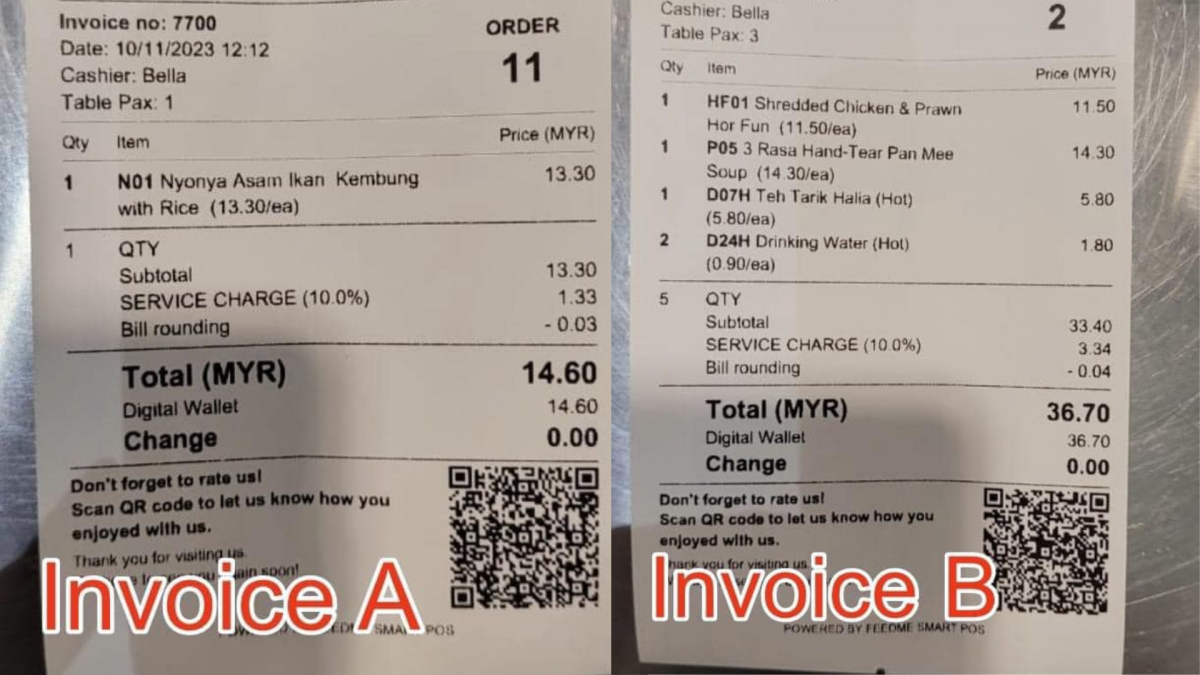 Invoice no: 7700
Date: 10/11/2023 12:12
Cashier: Bella
Table Pax: 1
ORDER
11
Qty Item Price (MYR)
1 N01 Nyonya Asam Ikan Kembung 13.30
with Rice (13.30/ea)
1 QTY
Subtotal 13.30
SERVICE CHARGE (10.0%) 1.33
Bill rounding - 0.03
Total (MYR) 14.60
Digital Wallet 14.60
Change 0.00
Don't forget to rate us!
Scan QR code to let us know how you
enjoyed with us.
Thank you for visiting us.
soon!
Invoice A
SMART POS
Cashier: Bella
Table Pax: 3
2
Qty Item Price (MYR)
1 HF01 Shredded Chicken & Prawn 11.50
Hor Fun (11.50/ea)
1 P05 3 Rasa Hand-Tear Pan Mee 14.30
Soup (14.30/ea)
1 D07H Teh Tarik Halia (Hot) 5.80
(5.80/ea)
2 D24H Drinking Water (Hot) 1.80
(0.90/ea)
5 QTY
Subtotal 33.40
SERVICE CHARGE (10.0%) 3.34
Bill rounding - 0.04
Total (MYR) 36.70
Digital Wallet 36.70
Change 0.00
Don't forget to rate us!
Scan QR code to let us know how you
enjoyed with us.
Thank you for visiting us.
Invoice B
POWERED BY FEEDME SMART POS